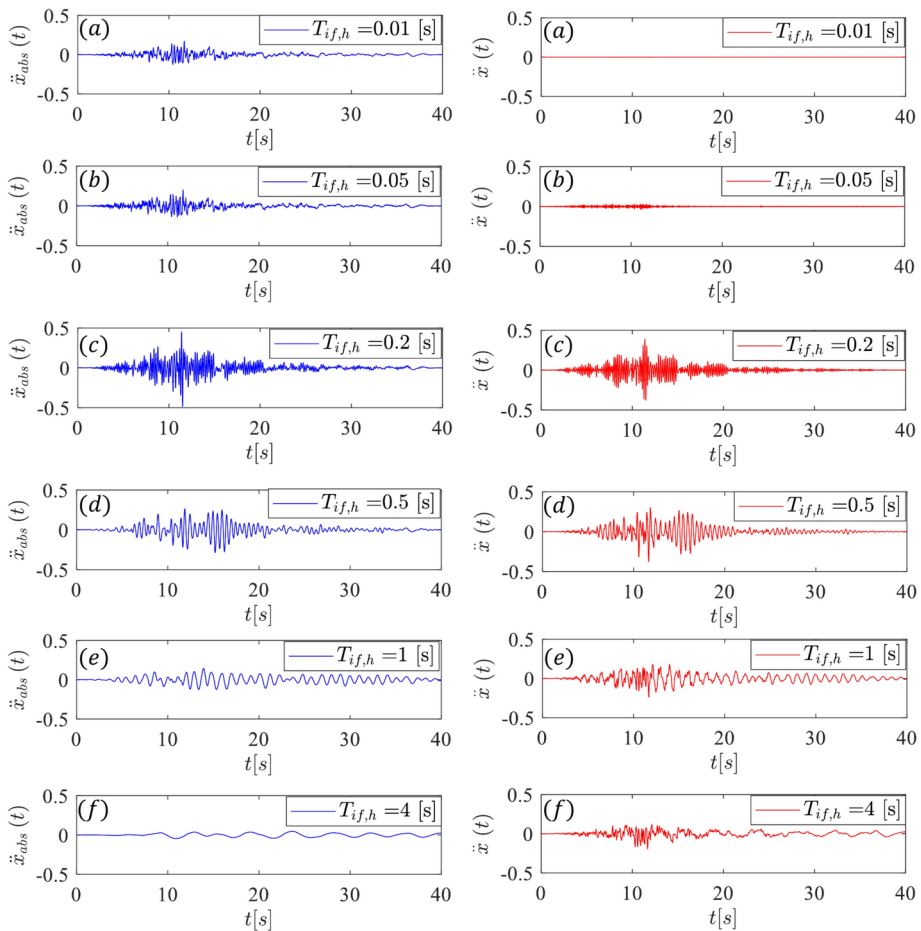 (a) T_{if,h} =0.01 [s]
0.5
0
-0.5
ẍ_{abs} (t)
0 10 20 30 40
t[s]
(a) T_{if,h} =0.01 [s]
0.5
0
-0.5
ẍ (t)
0 10 20 30 40
t[s]
(b) T_{if,h} =0.05 [s]
0.5
0
-0.5
ẍ_{abs} (t)
0 10 20 30 40
t[s]
(b) T_{if,h} =0.05 [s]
0.5
0
-0.5
ẍ (t)
0 10 20 30 40
t[s]
(c) T_{if,h} =0.2 [s]
0.5
0
-0.5
ẍ_{abs} (t)
0 10 20 30 40
t[s]
(c) T_{if,h} =0.2 [s]
0.5
0
-0.5
ẍ (t)
0 10 20 30 40
t[s]
(d) T_{if,h} =0.5 [s]
0.5
0
-0.5
ẍ_{abs} (t)
0 10 20 30 40
t[s]
(d) T_{if,h} =0.5 [s]
0.5
0
-0.5
ẍ (t)
0 10 20 30 40
t[s]
(e) T_{if,h} =1 [s]
0.5
0
-0.5
ẍ_{abs} (t)
0 10 20 30 40
t[s]
(e) T_{if,h} =1 [s]
0.5
0
-0.5
ẍ (t)
0 10 20 30 40
t[s]
(f) T_{if,h} =4 [s]
0.5
0
-0.5
ẍ_{abs} (t)
0 10 20 30 40
t[s]
(f) T_{if,h} =4 [s]
0.5
0
-0.5
ẍ (t)
0 10 20 30 40
t[s]